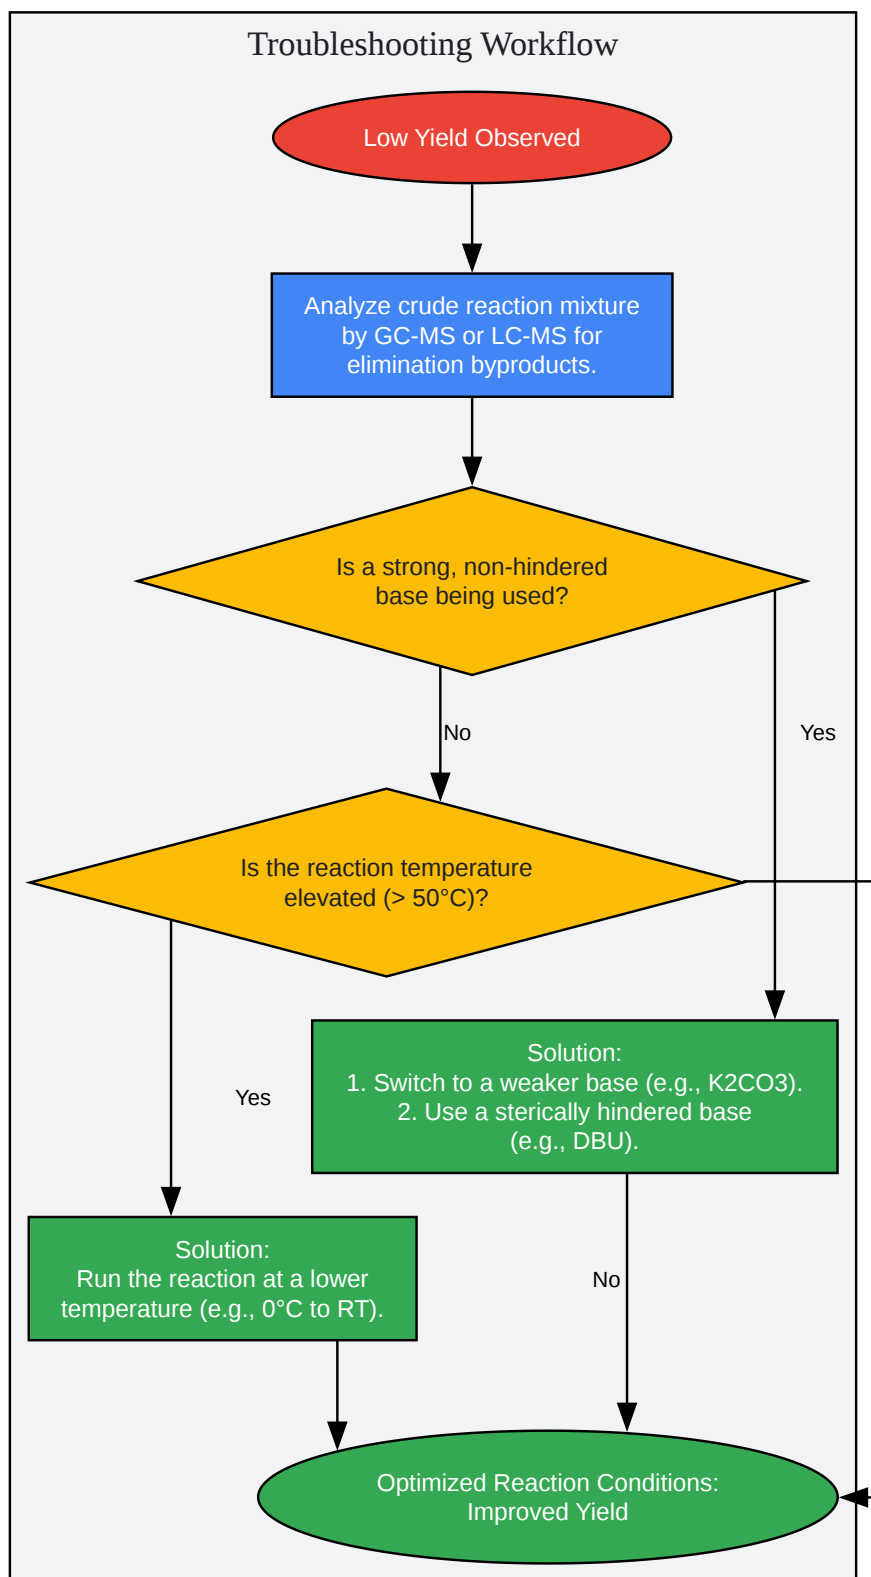 Troubleshooting Workflow
Low Yield Observed
Analyze crude reaction mixture
by GC-MS or LC-MS for
elimination byproducts.
Is a strong, non-hindered
base being used?
No
Yes
Is the reaction temperature
elevated (> 50°C)?
Solution:
1. Switch to a weaker base (e.g., K2CO3).
2. Use a sterically hindered base
(e.g., DBU).
Yes
Solution:
Run the reaction at a lower
temperature (e.g., 0°C to RT).
No
Optimized Reaction Conditions:
Improved Yield